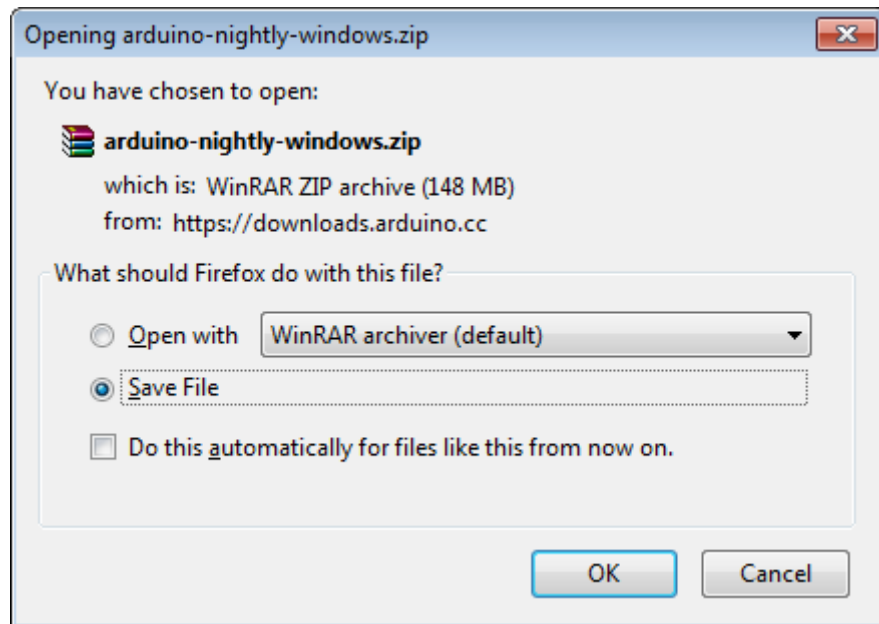 Opening arduino-nightly-windows.zip
You have chosen to open:
arduino-nightly-windows.zip
which is: WinRAR ZIP archive (148 MB)
from: https://downloads.arduino.cc
What should Firefox do with this file?
Open with WinRAR archiver (default)
Save File
Do this automatically for files like this from now on.
OK Cancel